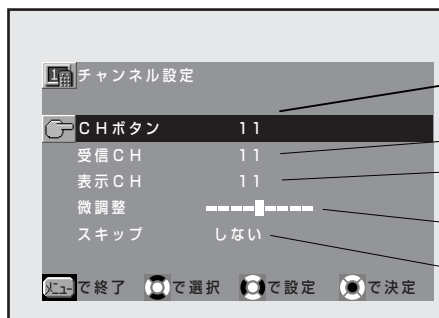 1 チャンネル設定
CHボタン 11
受信CH 11
表示CH 11
微調整
スキップ しない
メニューで終了 で選択 で設定 で決定